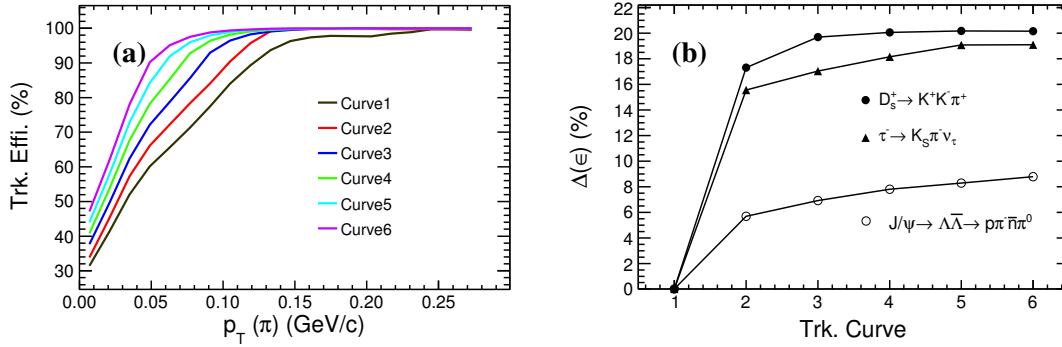 (a)
Trk. Effi. (%)
100
90
80
70
60
50
40
30
Curve1
Curve2
Curve3
Curve4
Curve5
Curve6
0.00 0.05 0.10 0.15 0.20 0.25
p_T (π) (GeV/c)
(b)
Δ(ϵ) (%)
22
20
18
16
14
12
10
8
6
4
2
0
D_s^+→ K^+K^-π^+
τ^-→ K_Sπ^-ν_τ
J/ψ→ ΛΛ̅→ pπ^-n̅π^0
1 2 3 4 5 6
Trk. Curve